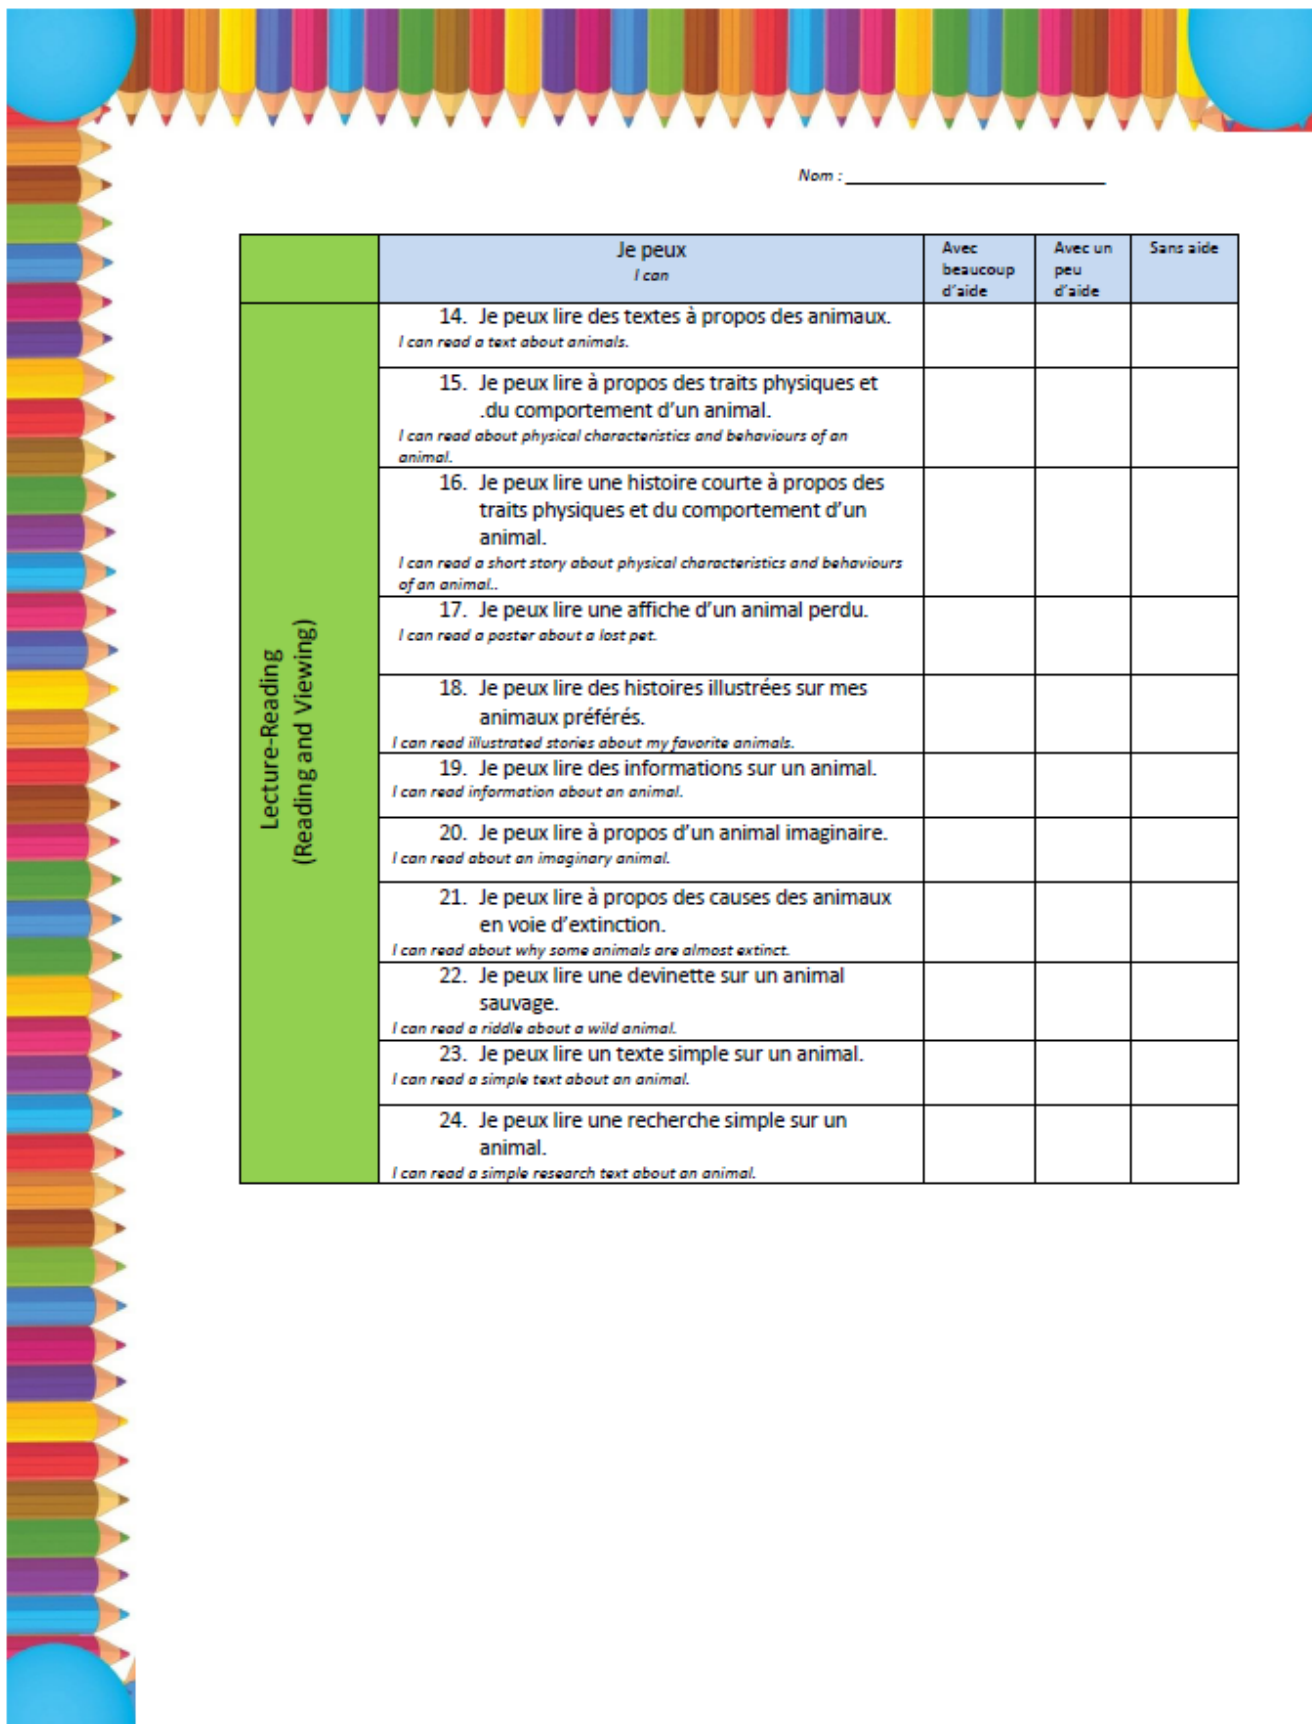 Nom : ____________________
Je peux
I can
Avec
beaucoup
d'aide
Avec un
peu
d'aide
Sans aide
Lecture-Reading
(Reading and Viewing)
14. Je peux lire des textes à propos des animaux.
I can read a text about animals.
15. Je peux lire à propos des traits physiques et
.du comportement d'un animal.
I can read about physical characteristics and behaviours of an
animal.
16. Je peux lire une histoire courte à propos des
traits physiques et du comportement d'un
animal.
I can read a short story about physical characteristics and behaviours
of an animal..
17. Je peux lire une affiche d'un animal perdu.
I can read a poster about a lost pet.
18. Je peux lire des histoires illustrées sur mes
animaux préférés.
I can read illustrated stories about my favorite animals.
19. Je peux lire des informations sur un animal.
I can read information about an animal.
20. Je peux lire à propos d'un animal imaginaire.
I can read about an imaginary animal.
21. Je peux lire à propos des causes des animaux
en voie d'extinction.
I can read about why some animals are almost extinct.
22. Je peux lire une devinette sur un animal
sauvage.
I can read a riddle about a wild animal.
23. Je peux lire un texte simple sur un animal.
I can read a simple text about an animal.
24. Je peux lire une recherche simple sur un
animal.
I can read a simple research text about an animal.